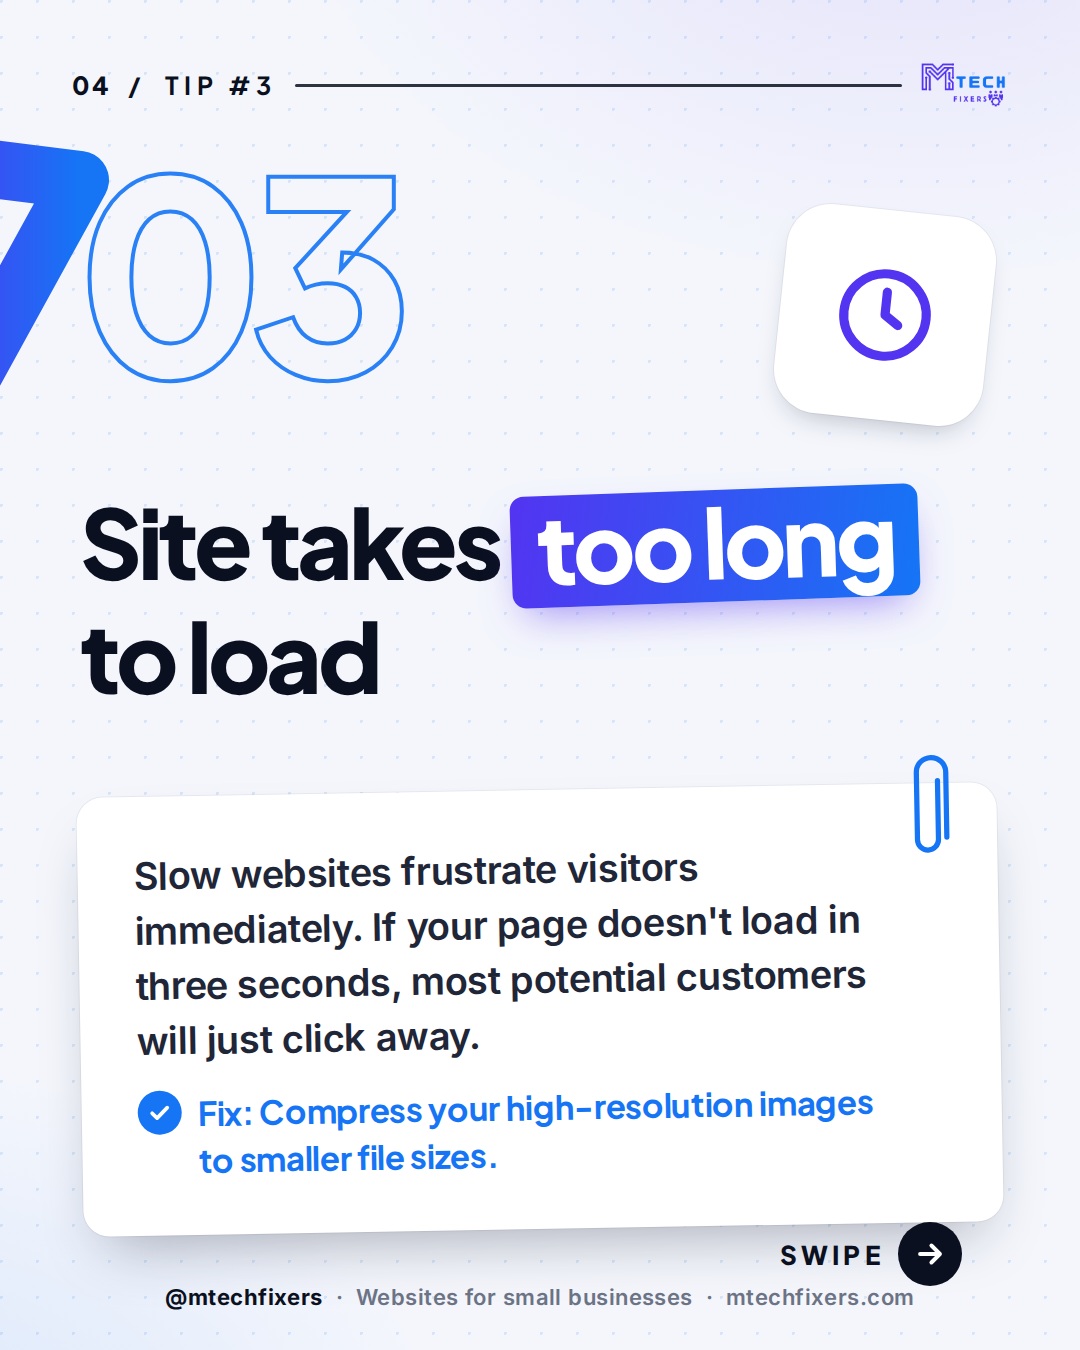 04 / TIP #3
MTECH
FIXERS
7
03
Site takes too long
to load
Slow websites frustrate visitors
immediately. If your page doesn't load in
three seconds, most potential customers
will just click away.
Fix: Compress your high-resolution images
to smaller file sizes.
SWIPE
@mtechfixers · Websites for small businesses · mtechfixers.com